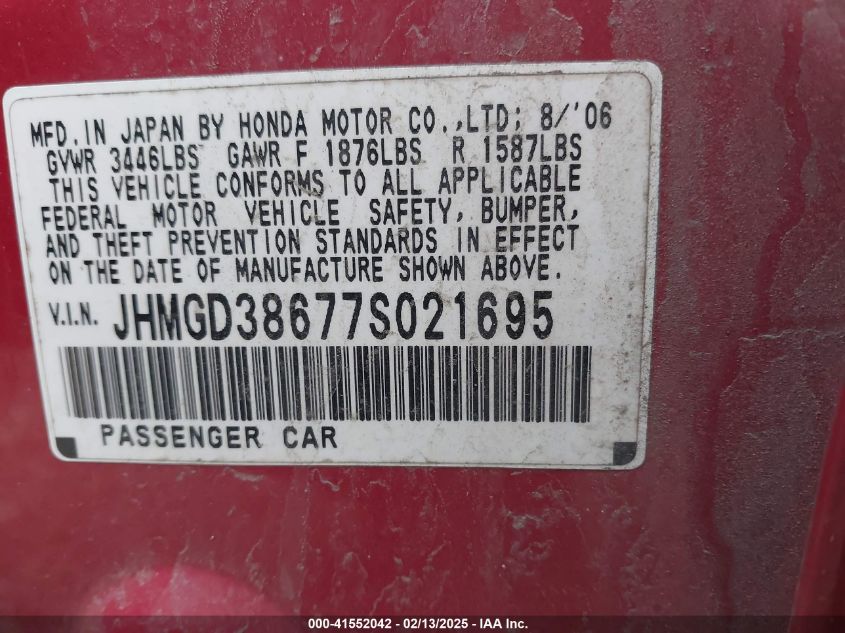 MFD. IN JAPAN BY HONDA MOTOR CO.,LTD; 8/'06
GVWR 3446LBS GAWR F 1876LBS R 1587LBS
THIS VEHICLE CONFORMS TO ALL APPLICABLE
FEDERAL MOTOR VEHICLE SAFETY, BUMPER,
AND THEFT PREVENTION STANDARDS IN EFFECT
ON THE DATE OF MANUFACTURE SHOWN ABOVE.
V.I.N. JHMGD38677S021695
PASSENGER CAR
000-41552042 - 02/13/2025 - IAA Inc.